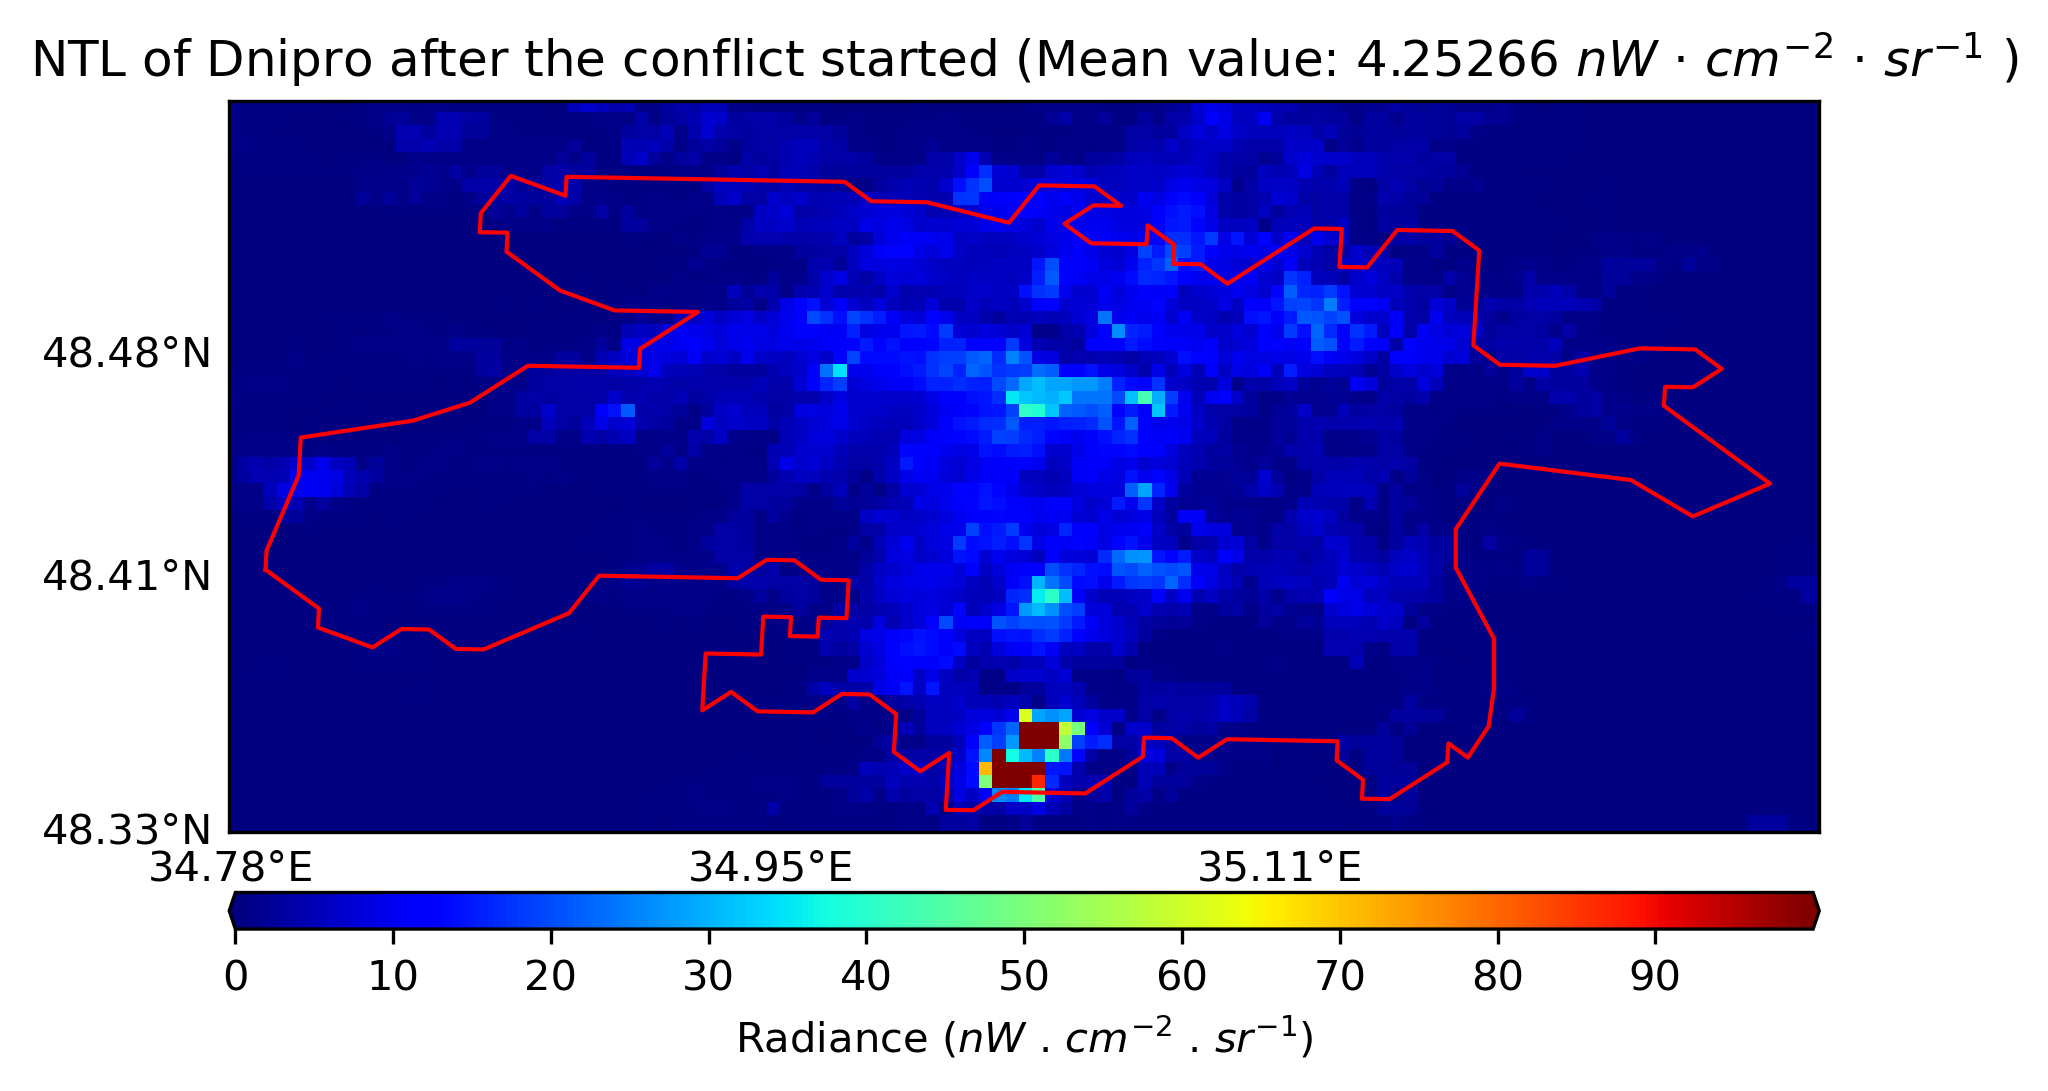 NTL of Dnipro after the conflict started (Mean value: 4.25266 nW · cm⁻² · sr⁻¹ )
48.48°N
48.41°N
48.33°N
34.78°E 34.95°E 35.11°E
0 10 20 30 40 50 60 70 80 90
Radiance (nW . cm⁻² . sr⁻¹)